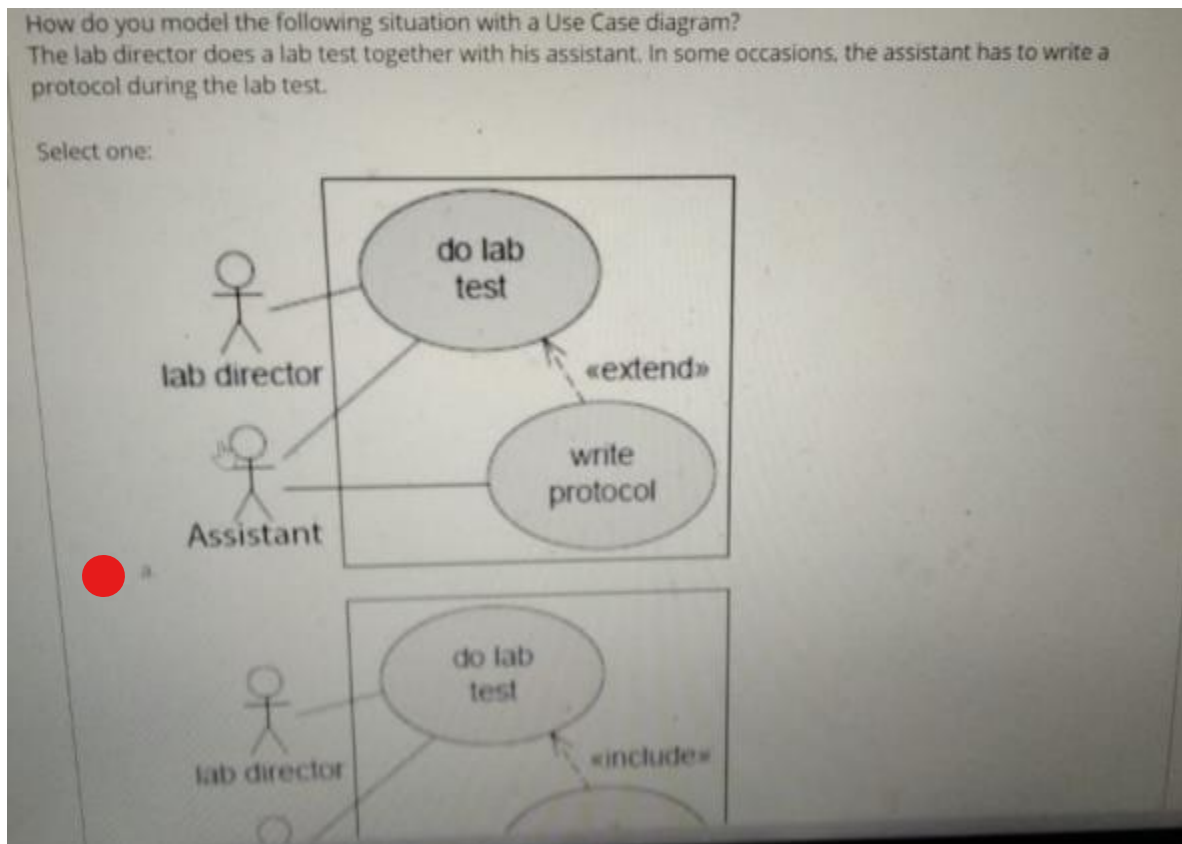 How do you model the following situation with a Use Case diagram?
The lab director does a lab test together with his assistant. In some occasions, the assistant has to write a
protocol during the lab test.
Select one:
do lab
test
lab director
«extend»
write
protocol
Assistant
a.
do lab
test
«include»
lab director